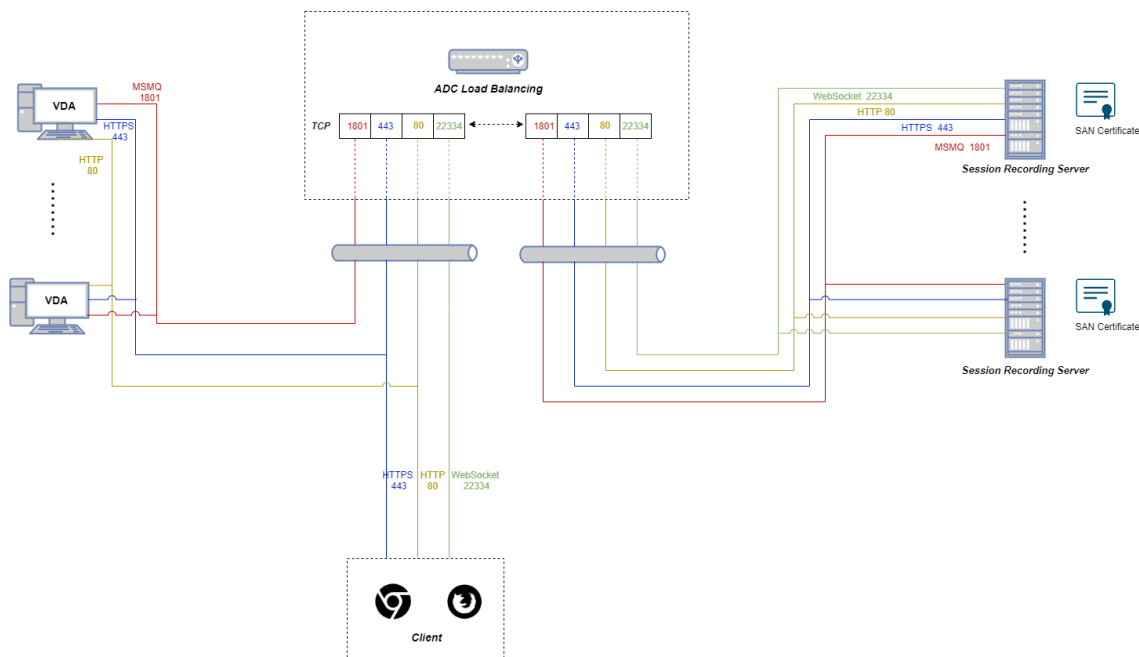 ADC Load Balancing
TCP
1801 443 80 22334
1801 443 80 22334
VDA
MSMQ
1801
HTTPS
443
HTTP
80
VDA
WebSocket 22334
HTTP 80
HTTPS 443
MSMQ 1801
Session Recording Server
SAN Certificate
Session Recording Server
SAN Certificate
HTTPS
443
HTTP
80
WebSocket
22334
Client